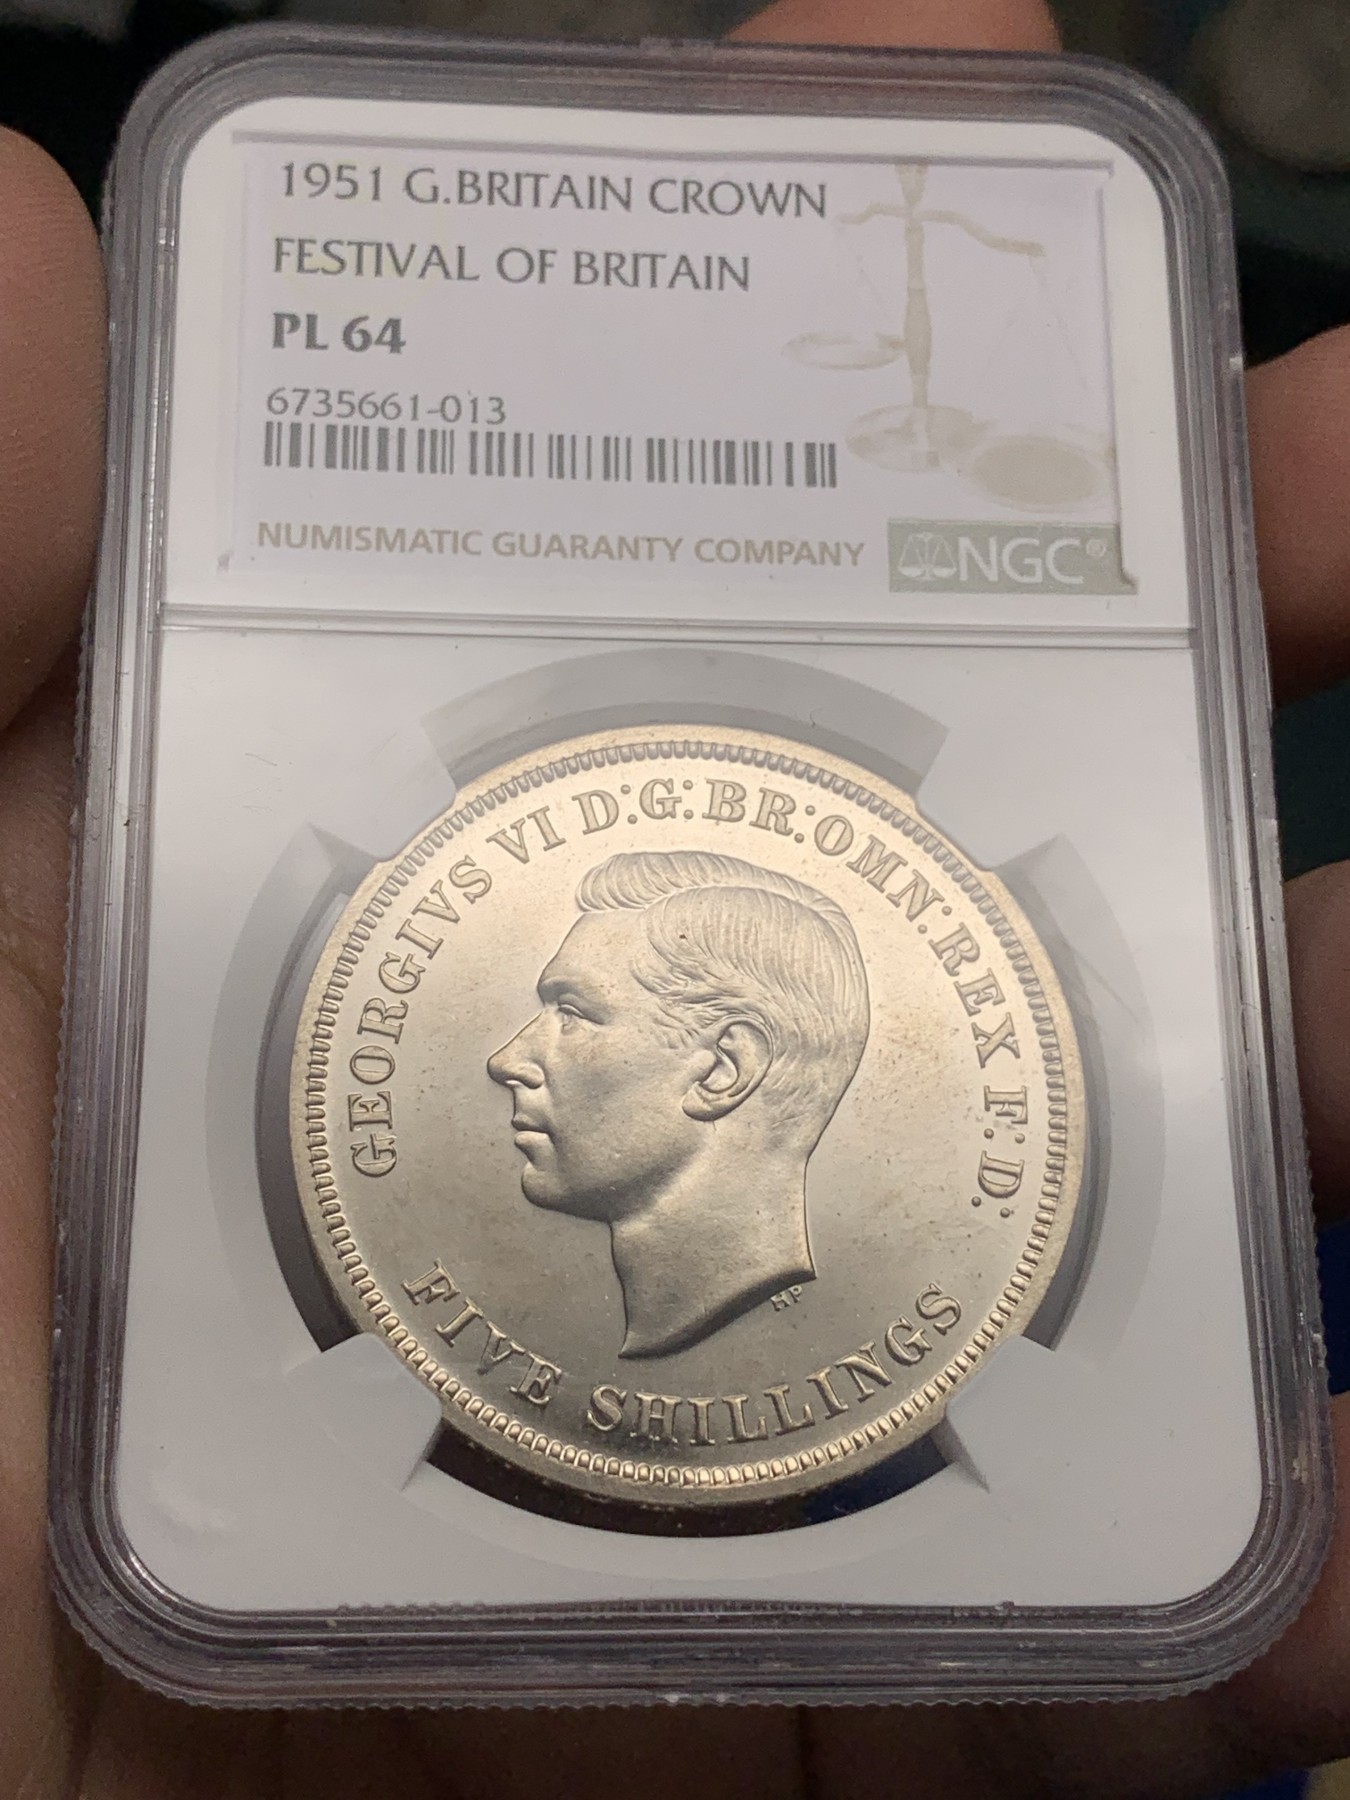 1951 G.BRITAIN CROWN
FESTIVAL OF BRITAIN
PL 64
6735661-013
NUMISMATIC GUARANTY COMPANY
NGC®
GEORGIVS VI D:G:BR:OMN:REX F:D:
HP
FIVE SHILLINGS